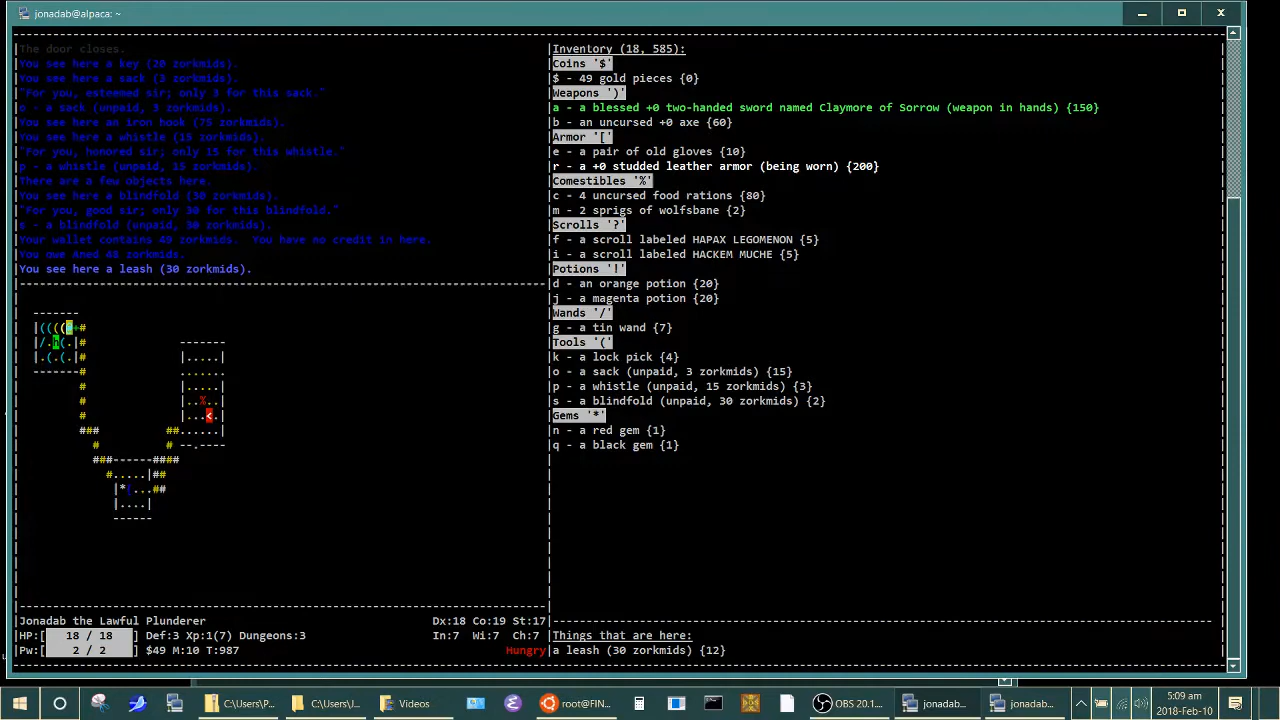 jonadab@alpaca: ~
The door closes.
You see here a key (20 zorkmids).
You see here a sack (3 zorkmids).
"For you, esteemed sir; only 3 for this sack."
o - a sack (unpaid, 3 zorkmids).
You see here an iron hook (75 zorkmids).
You see here a whistle (15 zorkmids).
"For you, honored sir; only 15 for this whistle."
p - a whistle (unpaid, 15 zorkmids).
There are a few objects here.
You see here a blindfold (30 zorkmids).
"For you, good sir; only 30 for this blindfold."
s - a blindfold (unpaid, 30 zorkmids).
Your wallet contains 49 zorkmids.  You have no credit in here.
You owe Aned 48 zorkmids.
You see here a leash (30 zorkmids).
Jonadab the Lawful Plunderer
Dx:18 Co:19 St:17
HP:[ 18 / 18 ] Def:3 Xp:1(7) Dungeons:3
In:7 Wi:7 Ch:7
Pw:[ 2 / 2 ] $49 M:10 T:987
Hungry
Inventory (18, 585):
Coins '$'
$ - 49 gold pieces {0}
Weapons ')'
a - a blessed +0 two-handed sword named Claymore of Sorrow (weapon in hands) {150}
b - an uncursed +0 axe {60}
Armor '['
e - a pair of old gloves {10}
r - a +0 studded leather armor (being worn) {200}
Comestibles '%'
c - 4 uncursed food rations {80}
m - 2 sprigs of wolfsbane {2}
Scrolls '?'
f - a scroll labeled HAPAX LEGOMENON {5}
i - a scroll labeled HACKEM MUCHE {5}
Potions '!'
d - an orange potion {20}
j - a magenta potion {20}
Wands '/'
g - a tin wand {7}
Tools '('
k - a lock pick {4}
o - a sack (unpaid, 3 zorkmids) {15}
p - a whistle (unpaid, 15 zorkmids) {3}
s - a blindfold (unpaid, 30 zorkmids) {2}
Gems '*'
n - a red gem {1}
q - a black gem {1}
Things that are here:
a leash (30 zorkmids) {12}
C:\Users\P...
C:\Users\J...
Videos
root@FIN...
OBS 20.1...
jonadab...
jonadab...
5:09 am
2018-Feb-10